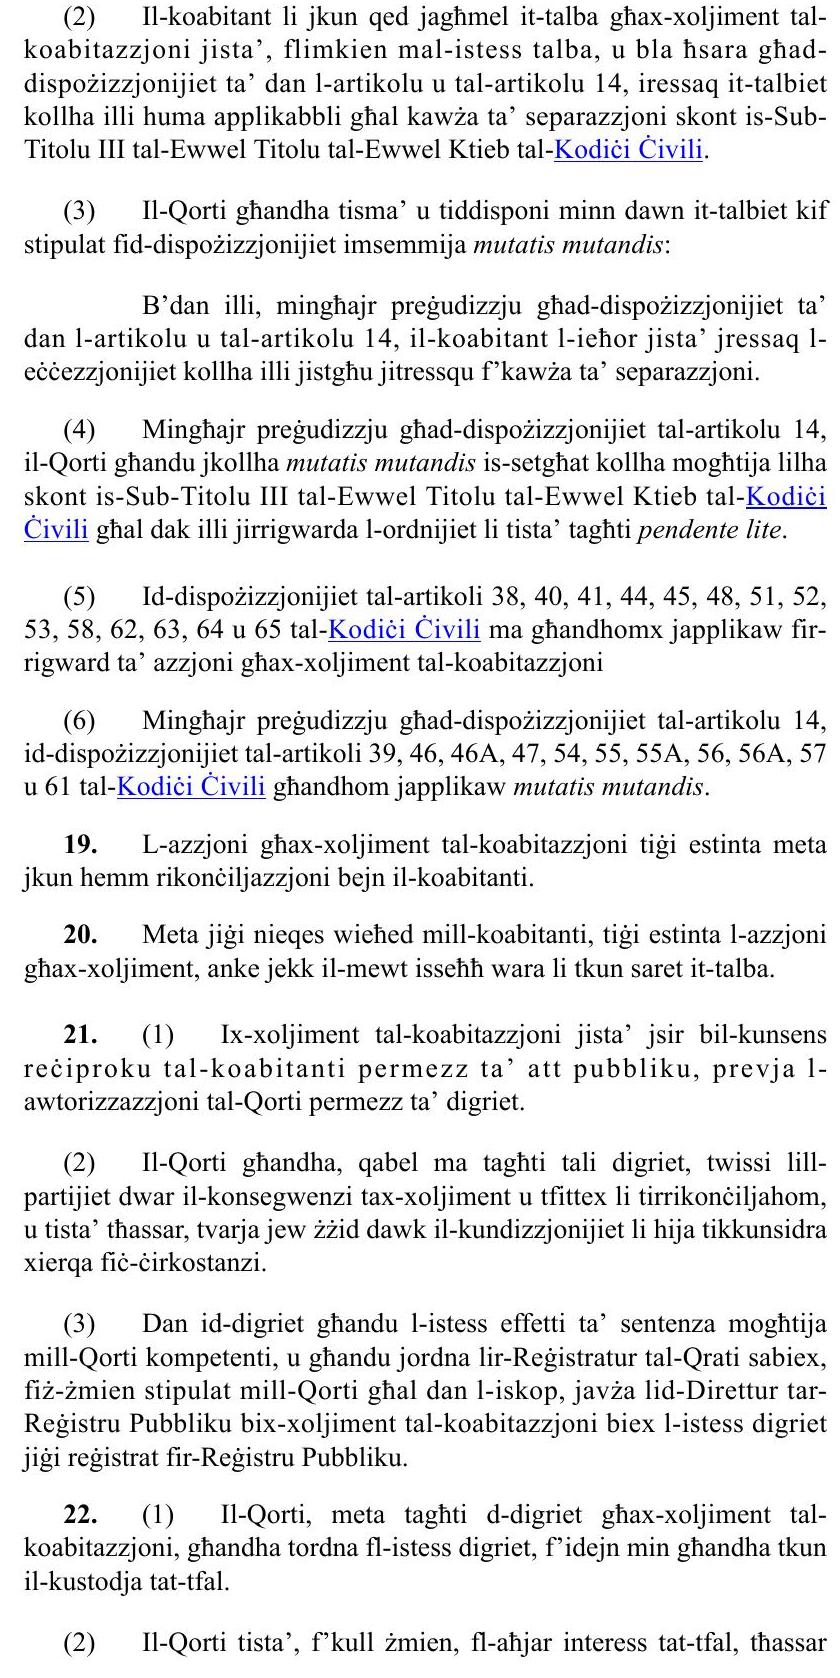 (2) Il-koabitant li jkun qed jagħmel it-talba għax-xoljiment tal-
koabitazzjoni jista’, flimkien mal-istess talba, u bla ħsara għad-
dispożizzjonijiet ta’ dan l-artikolu u tal-artikolu 14, iressaq it-talbiet
kollha illi huma applikabbli għal kawża ta’ separazzjoni skont is-Sub-
Titolu III tal-Ewwel Titolu tal-Ewwel Ktieb tal-Kodiċi Ċivili.
(3) Il-Qorti għandha tisma’ u tiddisponi minn dawn it-talbiet kif
stipulat fid-dispożizzjonijiet imsemmija mutatis mutandis:
B’dan illi, mingħajr preġudizzju għad-dispożizzjonijiet ta’
dan l-artikolu u tal-artikolu 14, il-koabitant l-ieħor jista’ jressaq l-
eċċezzjonijiet kollha illi jistgħu jitressqu f’kawża ta’ separazzjoni.
(4) Mingħajr preġudizzju għad-dispożizzjonijiet tal-artikolu 14,
il-Qorti għandu jkollha mutatis mutandis is-setgħat kollha mogħtija lilha
skont is-Sub-Titolu III tal-Ewwel Titolu tal-Ewwel Ktieb tal-Kodiċi
Ċivili għal dak illi jirrigwarda l-ordnijiet li tista’ tagħti pendente lite.
(5) Id-dispożizzjonijiet tal-artikoli 38, 40, 41, 44, 45, 48, 51, 52,
53, 58, 62, 63, 64 u 65 tal-Kodiċi Ċivili ma għandhomx japplikaw fir-
rigward ta’ azzjoni għax-xoljiment tal-koabitazzjoni
(6) Mingħajr preġudizzju għad-dispożizzjonijiet tal-artikolu 14,
id-dispożizzjonijiet tal-artikoli 39, 46, 46A, 47, 54, 55, 55A, 56, 56A, 57
u 61 tal-Kodiċi Ċivili għandhom japplikaw mutatis mutandis.
19. L-azzjoni għax-xoljiment tal-koabitazzjoni tiġi estinta meta
jkun hemm rikonċiljazzjoni bejn il-koabitanti.
20. Meta jiġi nieqes wieħed mill-koabitanti, tiġi estinta l-azzjoni
għax-xoljiment, anke jekk il-mewt isseħħ wara li tkun saret it-talba.
21. (1) Ix-xoljiment tal-koabitazzjoni jista’ jsir bil-kunsens
reċiproku tal-koabitanti permezz ta’ att pubbliku, prevja l-
awtorizzazzjoni tal-Qorti permezz ta’ digriet.
(2) Il-Qorti għandha, qabel ma tagħti tali digriet, twissi lill-
partijiet dwar il-konsegwenzi tax-xoljiment u tfittex li tirrikonċiljahom,
u tista’ tħassar, tvarja jew żżid dawk il-kundizzjonijiet li hija tikkunsidra
xierqa fiċ-ċirkostanzi.
(3) Dan id-digriet għandu l-istess effetti ta’ sentenza mogħtija
mill-Qorti kompetenti, u għandu jordna lir-Reġistratur tal-Qrati sabiex,
fiż-żmien stipulat mill-Qorti għal dan l-iskop, javża lid-Direttur tar-
Reġistru Pubbliku bix-xoljiment tal-koabitazzjoni biex l-istess digriet
jiġi reġistrat fir-Reġistru Pubbliku.
22. (1) Il-Qorti, meta tagħti d-digriet għax-xoljiment tal-
koabitazzjoni, għandha tordna fl-istess digriet, f’idejn min għandha tkun
il-kustodja tat-tfal.
(2) Il-Qorti tista’, f’kull żmien, fl-aħjar interess tat-tfal, tħassar